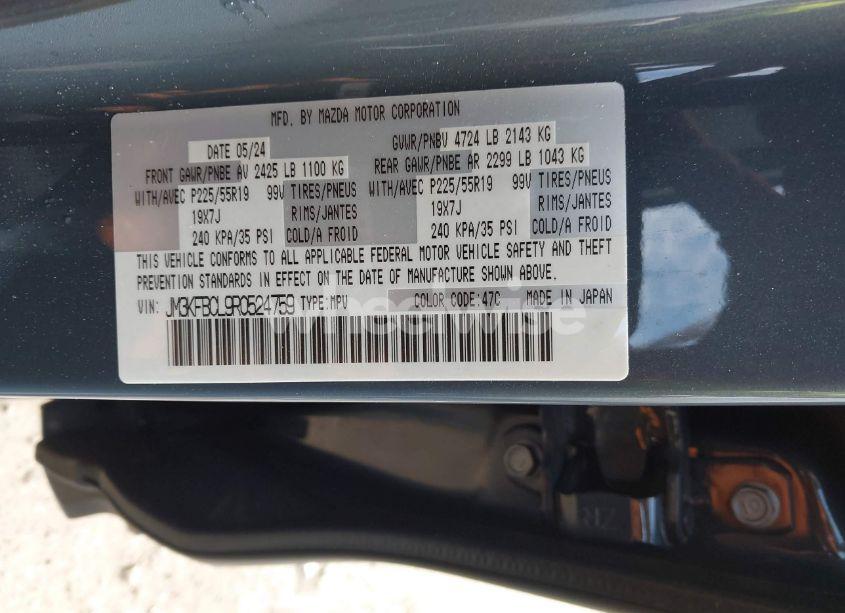 MFD. BY MAZDA MOTOR CORPORATION
DATE 05/24 GVWR/PNBV 4724 LB 2143 KG
FRONT GAWR/PNBE AV 2425 LB 1100 KG REAR GAWR/PNBE AR 2299 LB 1043 KG
WITH/AVEC P225/55R19 99V TIRES/PNEUS WITH/AVEC P225/55R19 99V TIRES/PNEUS
19X7J RIMS/JANTES 19X7J RIMS/JANTES
240 KPA/35 PSI COLD/A FROID 240 KPA/35 PSI COLD/A FROID
THIS VEHICLE CONFORMS TO ALL APPLICABLE FEDERAL MOTOR VEHICLE SAFETY AND THEFT
PREVENTION STANDARDS IN EFFECT ON THE DATE OF MANUFACTURE SHOWN ABOVE.
VIN: JM3KFBCL9R0524759 TYPE:MPV COLOR CODE:47C MADE IN JAPAN
wheelwise